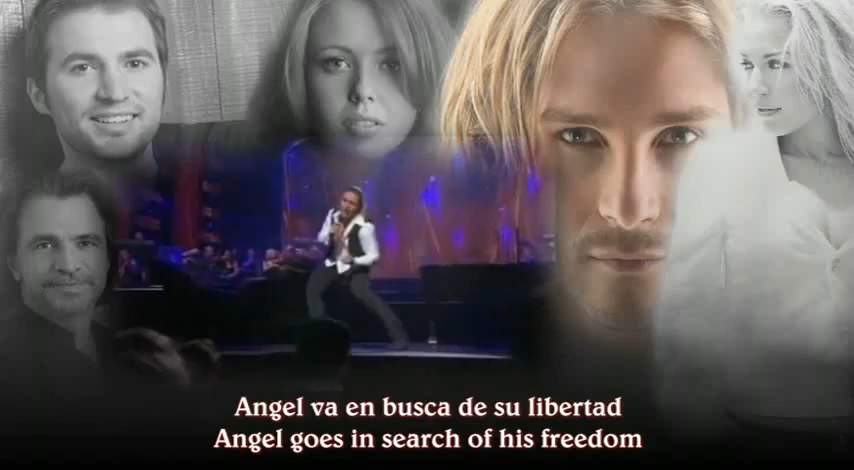 Angel va en busca de su libertad
Angel goes in search of his freedom